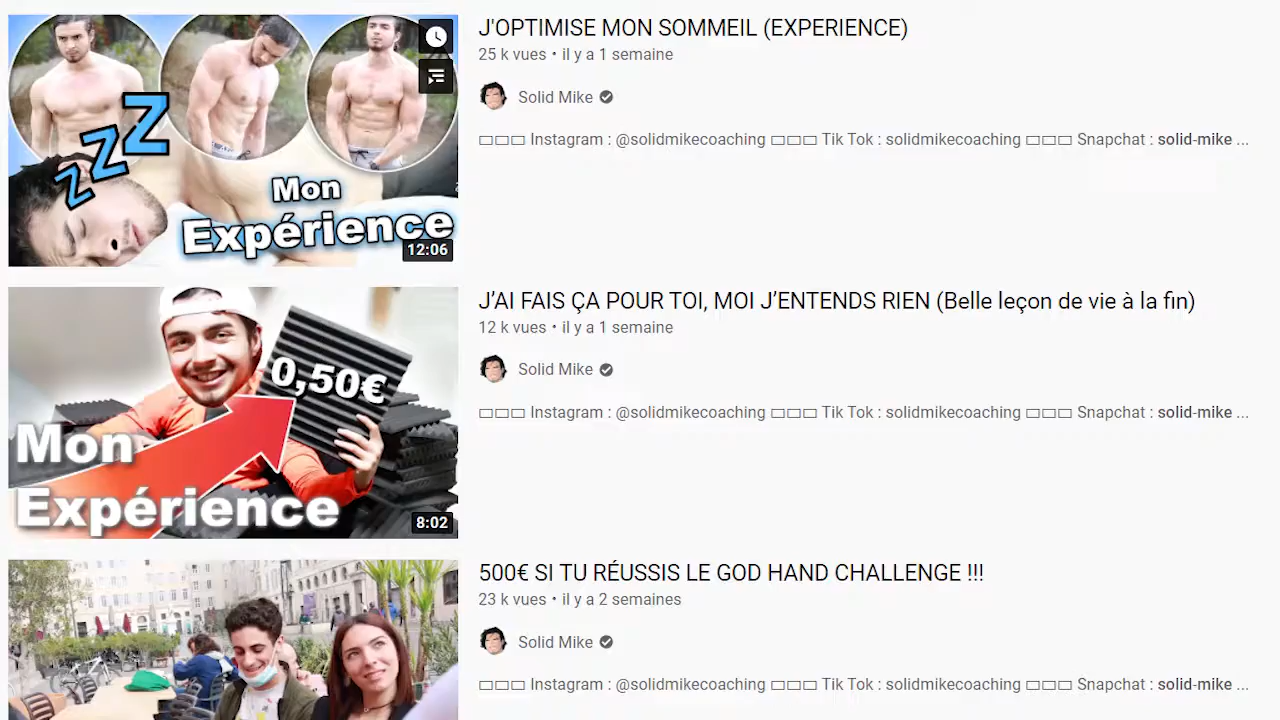 J'OPTIMISE MON SOMMEIL (EXPERIENCE)
25 k vues • il y a 1 semaine
Solid Mike
Instagram : @solidmikecoaching Tik Tok : solidmikecoaching Snapchat : solid-mike ...
ZZZ
Mon
Expérience
12:06
J’AI FAIS ÇA POUR TOI, MOI J’ENTENDS RIEN (Belle leçon de vie à la fin)
12 k vues • il y a 1 semaine
Solid Mike
Instagram : @solidmikecoaching Tik Tok : solidmikecoaching Snapchat : solid-mike ...
0,50€
Mon
Expérience
8:02
500€ SI TU RÉUSSIS LE GOD HAND CHALLENGE !!!
23 k vues • il y a 2 semaines
Solid Mike
Instagram : @solidmikecoaching Tik Tok : solidmikecoaching Snapchat : solid-mike ...